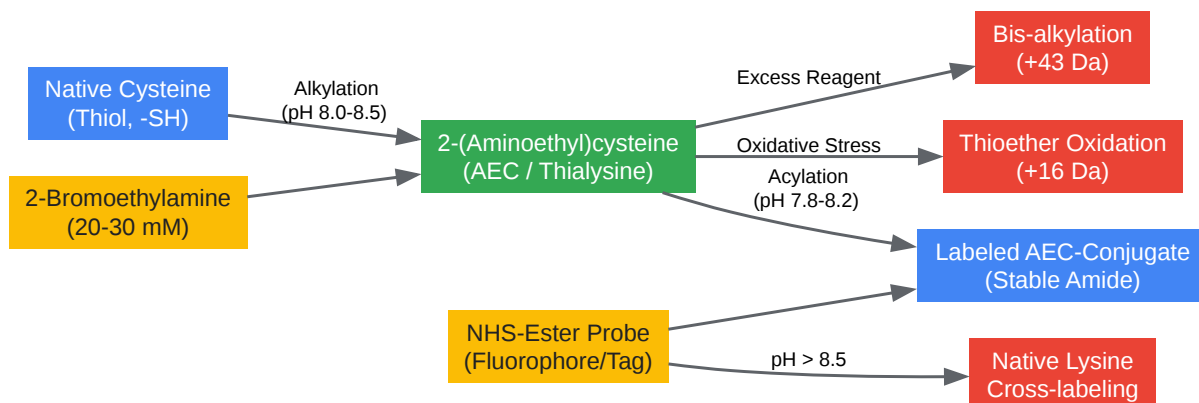 Native Cysteine
(Thiol, -SH)
2-Bromoethylamine
(20-30 mM)
Alkylation
(pH 8.0-8.5)
2-(Aminoethyl)cysteine
(AEC / Thialysine)
Excess Reagent
Bis-alkylation
(+43 Da)
Oxidative Stress
Thioether Oxidation
(+16 Da)
Acylation
(pH 7.8-8.2)
Labeled AEC-Conjugate
(Stable Amide)
NHS-Ester Probe
(Fluorophore/Tag)
pH > 8.5
Native Lysine
Cross-labeling